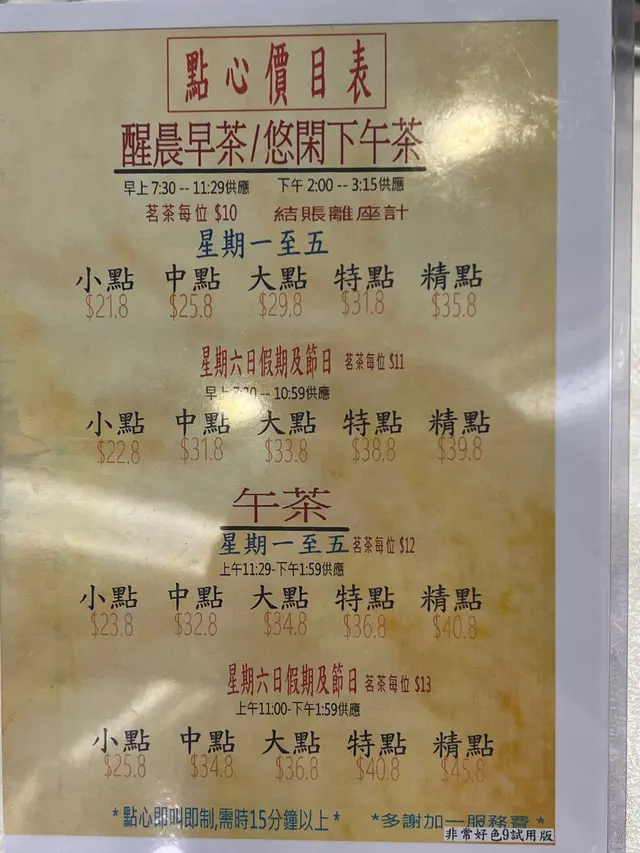 點心價目表
醒晨早茶/悠閑下午茶
早上 7:30 -- 11:29供應 下午 2:00 -- 3:15供應
茗茶每位 $10 結賬離座計
星期一至五
小點 中點 大點 特點 精點
$21.8 $25.8 $29.8 $31.8 $35.8
星期六日假期及節日 茗茶每位 $11
早上 7:30 -- 10:59供應
小點 中點 大點 特點 精點
$22.8 $31.8 $33.8 $38.8 $39.8
午茶
星期一至五 茗茶每位 $12
上午11:29-下午1:59供應
小點 中點 大點 特點 精點
$23.8 $32.8 $34.8 $36.8 $40.8
星期六日假期及節日 茗茶每位 $13
上午11:00-下午1:59供應
小點 中點 大點 特點 精點
$25.8 $34.8 $36.8 $40.8 $45.8
*點心即叫即制,需時15分鐘以上* *多謝加一服務費*
非常好色9試用版